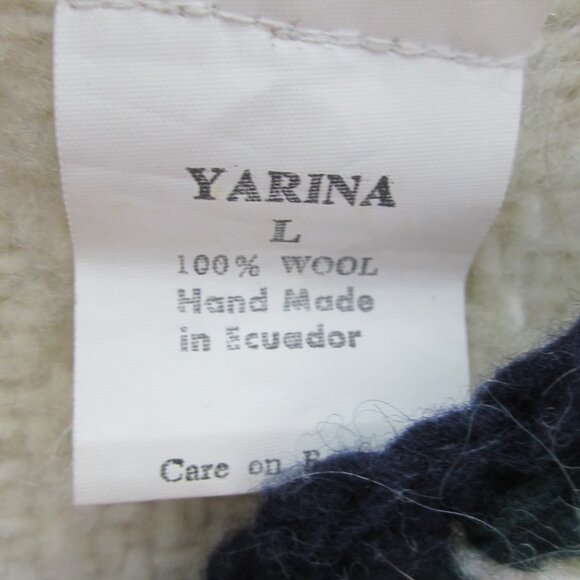 YARINA
L
100% WOOL
Hand Made
in Ecuador
Care on